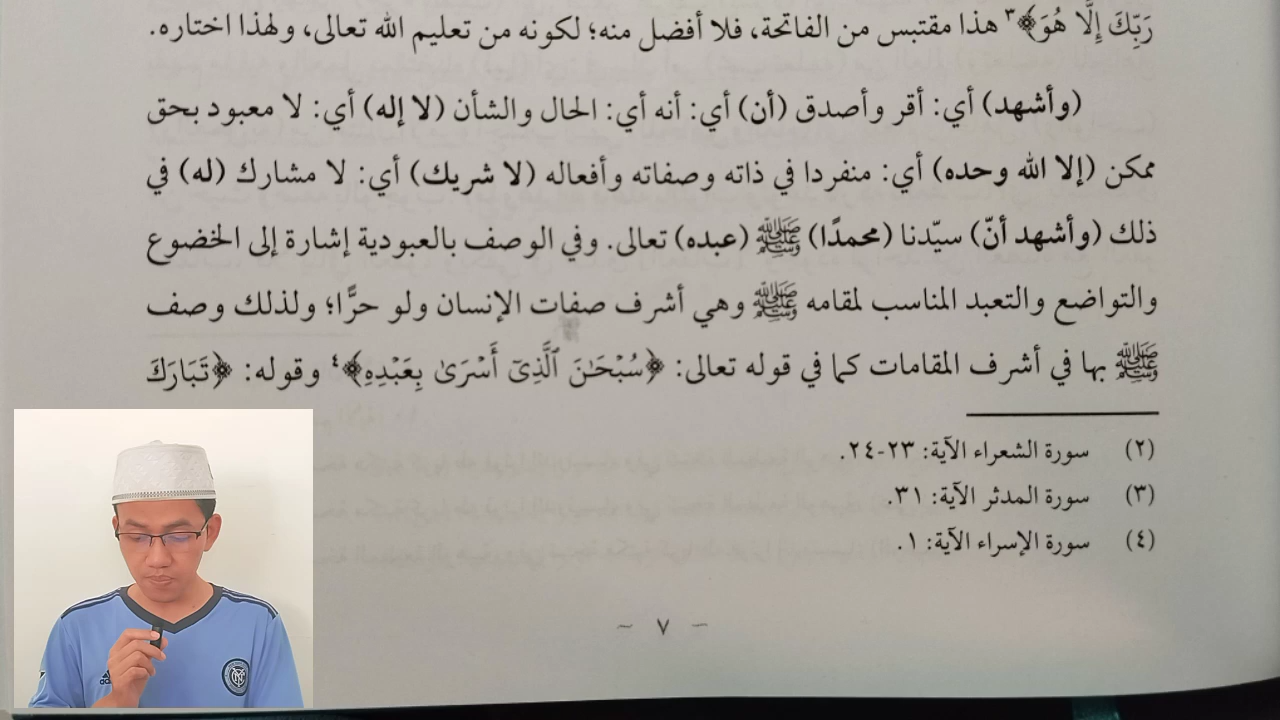 رَبِّكَ إِلَّا هُوَ﴾٣ هذا مقتبس من الفاتحة، فلا أفضل منه؛ لكونه من تعليم الله تعالى، ولهذا اختاره.
(وأشهد) أي: أقر وأصدق (أن) أي: أنه أي: الحال والشأن (لا إله) أي: لا معبود بحق
ممكن (إلا الله وحده) أي: منفردا في ذاته وصفاته وأفعاله (لا شريك) أي: لا مشارك (له) في
ذلك (وأشهد أنّ) سيّدنا (محمدًا) ﷺ (عبده) تعالى. وفي الوصف بالعبودية إشارة إلى الخضوع
والتواضع والتعبد المناسب لمقامه ﷺ وهي أشرف صفات الإنسان ولو حرًّا؛ ولذلك وصف
ﷺ بها في أشرف المقامات كما في قوله تعالى: ﴿سُبْحَٰنَ ٱلَّذِىٓ أَسْرَىٰ بِعَبْدِهِ﴾٤ وقوله: ﴿تَبَارَكَ
(٢) سورة الشعراء الآية: ٢٣-٢٤.
(٣) سورة المدثر الآية: ٣١.
(٤) سورة الإسراء الآية: ١.
~ ٧ ~